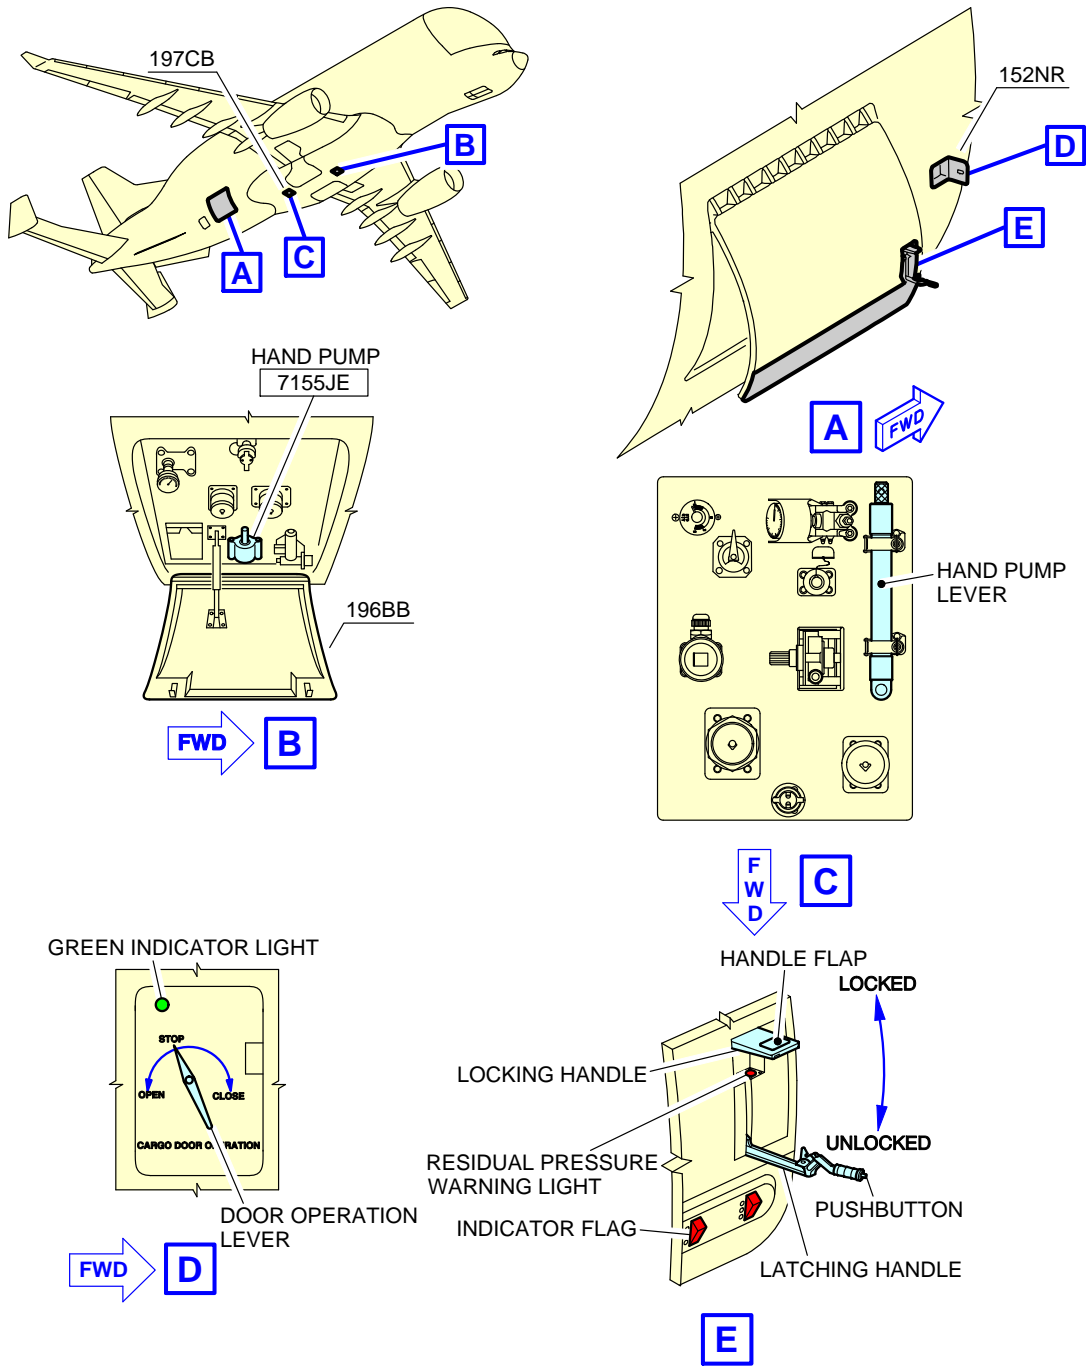 197CB
B
A
C
152NR
D
E
A
FWD
HAND PUMP
7155JE
196BB
FWD
B
HAND PUMP
LEVER
F
W
D
C
GREEN INDICATOR LIGHT
STOP
OPEN
CLOSE
CARGO DOOR OPERATION
DOOR OPERATION
LEVER
FWD
D
HANDLE FLAP
LOCKED
LOCKING HANDLE
UNLOCKED
RESIDUAL PRESSURE
WARNING LIGHT
PUSHBUTTON
INDICATOR FLAG
LATCHING HANDLE
E